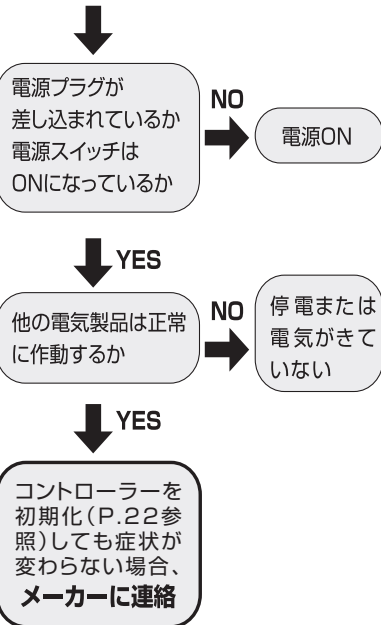 電源プラグが
差し込まれているか
電源スイッチは
ONになっているか
NO
電源ON
YES
他の電気製品は正常
に作動するか
NO
停電または
電気がきて
いない
YES
コントローラーを
初期化(P.22参
照)しても症状が
変わらない場合、
メーカーに連絡